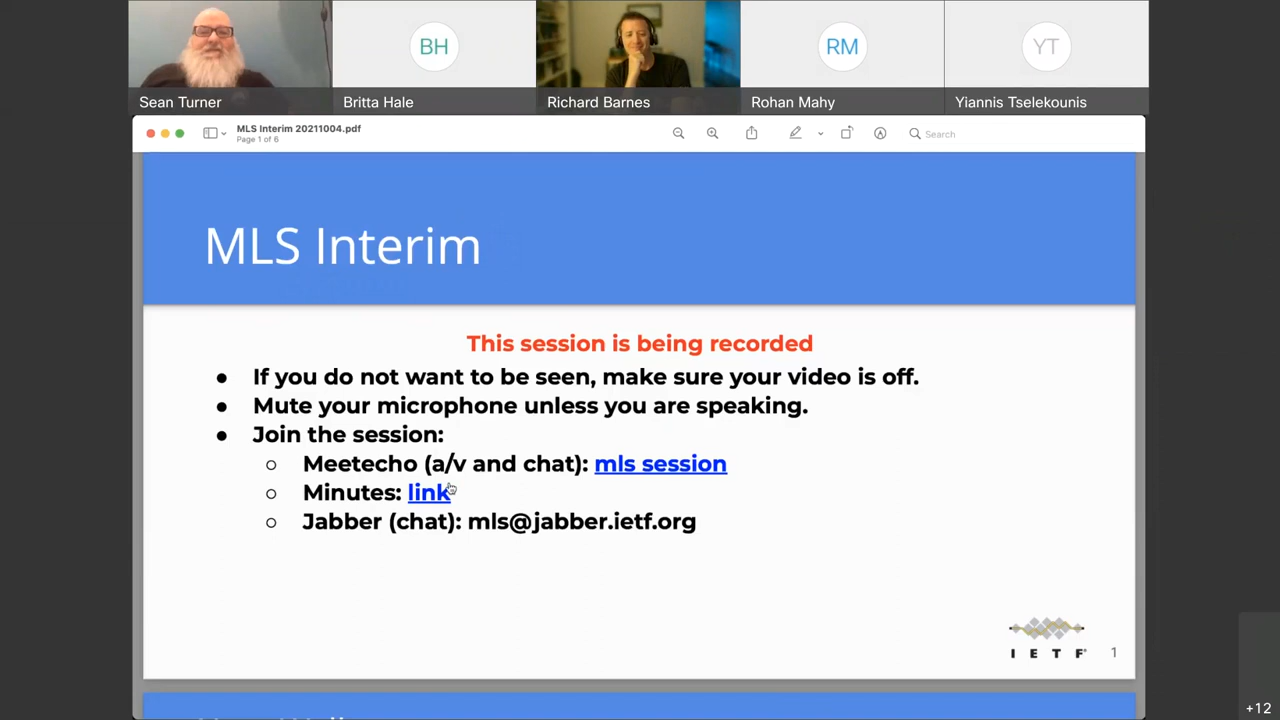 BH
RM
YT
Sean Turner
Britta Hale
Richard Barnes
Rohan Mahy
Yiannis Tselekounis
MLS Interim 20211004.pdf
Page 1 of 6
Search
MLS Interim
This session is being recorded
● If you do not want to be seen, make sure your video is off.
● Mute your microphone unless you are speaking.
● Join the session:
○ Meetecho (a/v and chat): mls session
○ Minutes: link
○ Jabber (chat): mls@jabber.ietf.org
IETF
1
+12